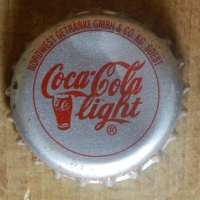 NORDWEST GETRÄNKE GMBH & CO. KG. SOEST
Coca-Cola
light
®